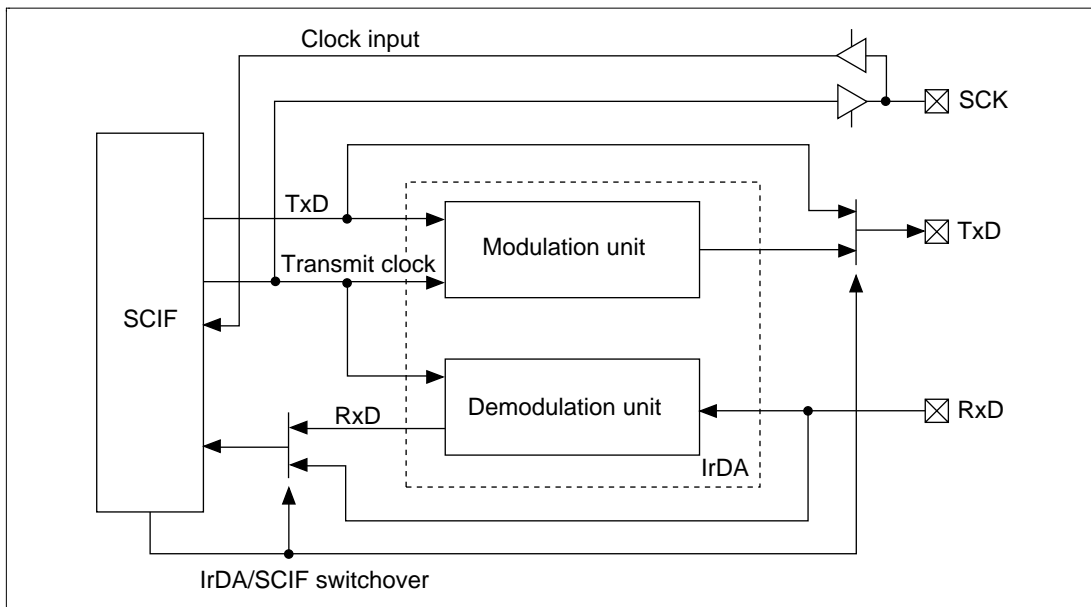 Clock input
SCK
TxD
Modulation unit
TxD
Transmit clock
SCIF
Demodulation unit
RxD
RxD
IrDA
IrDA/SCIF switchover